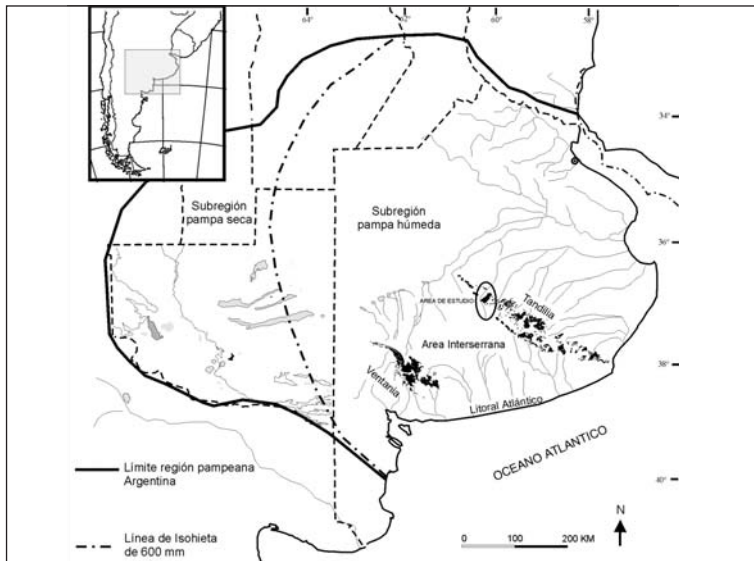 64
62
60
58
34°
Subregión
pampa seca
Subregión
pampa húmeda
36°
AREA DE ESTUDIO
Tandilia
Area Interserrana
38°
Ventania
Litoral Atlántico
OCEANO ATLANTICO
Límite región pampeana
Argentina
40°
N
Línea de Isohieta
de 600 mm
0 100 200 KM